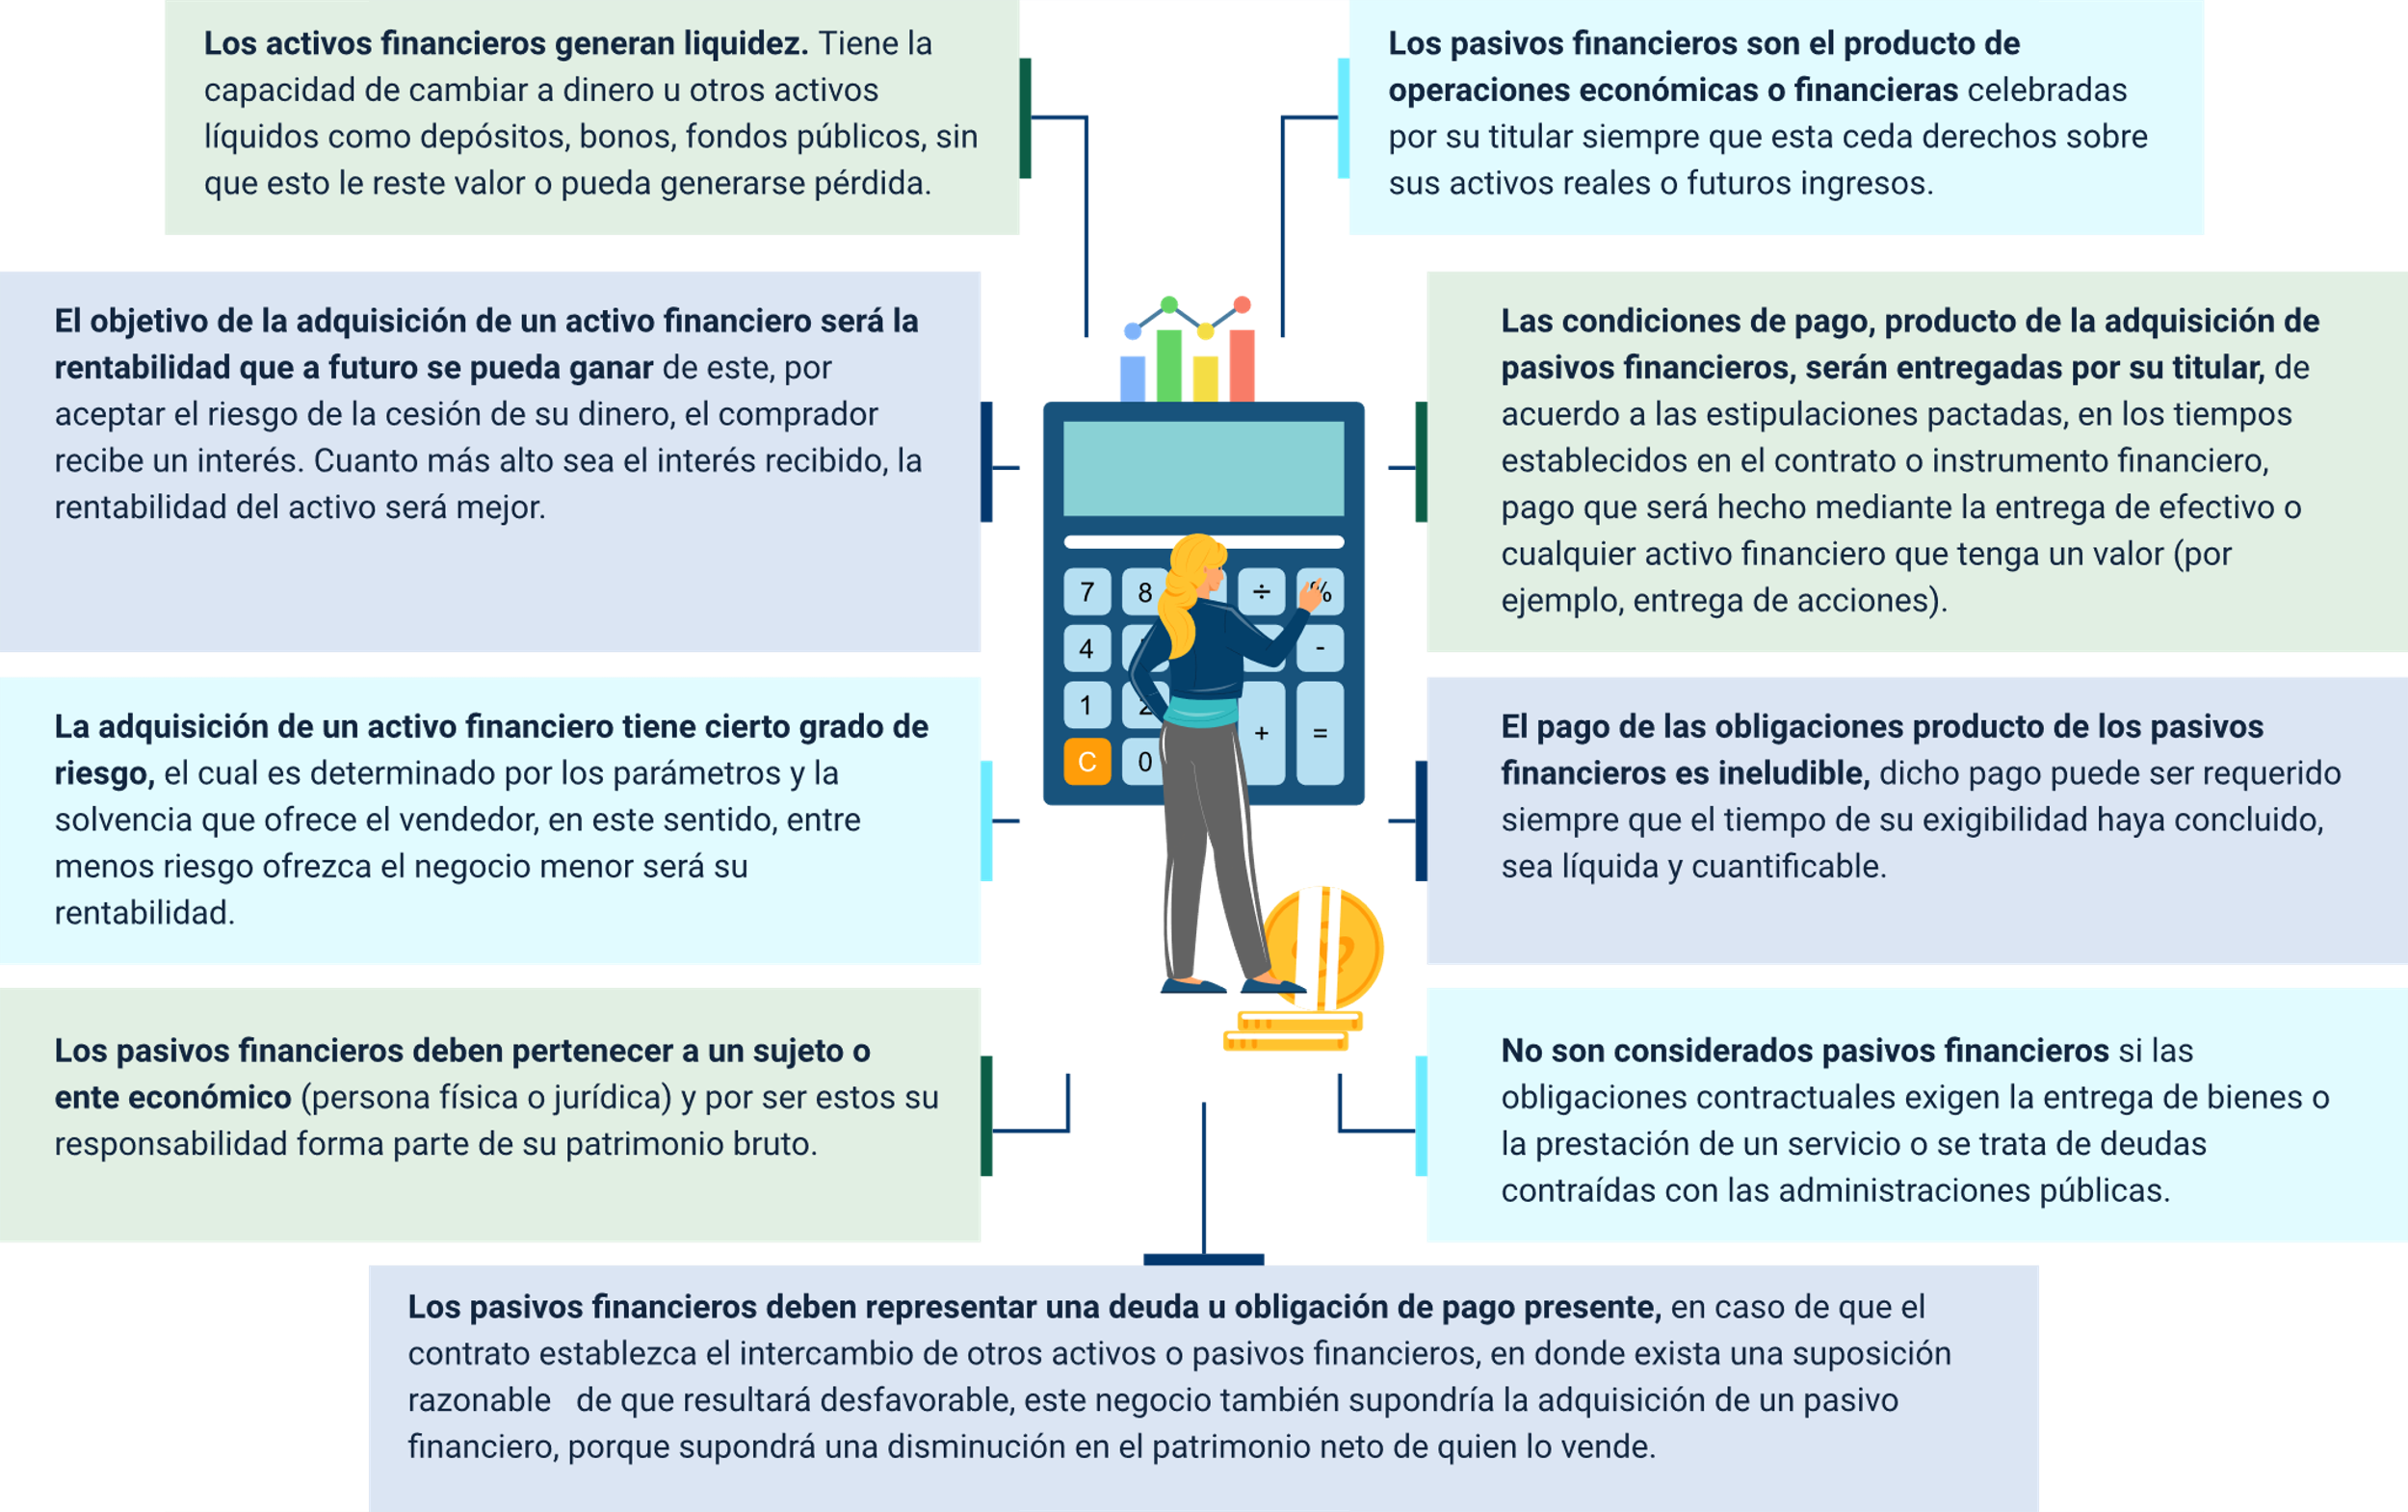 Los activos financieros generan liquidez. Tiene la
capacidad de cambiar a dinero u otros activos
líquidos como depósitos, bonos, fondos públicos, sin
que esto le reste valor o pueda generarse pérdida.
Los pasivos financieros son el producto de
operaciones económicas o financieras celebradas
por su titular siempre que esta ceda derechos sobre
sus activos reales o futuros ingresos.
El objetivo de la adquisición de un activo financiero será la
rentabilidad que a futuro se pueda ganar de este, por
aceptar el riesgo de la cesión de su dinero, el comprador
recibe un interés. Cuanto más alto sea el interés recibido, la
rentabilidad del activo será mejor.
Las condiciones de pago, producto de la adquisición de
pasivos financieros, serán entregadas por su titular, de
acuerdo a las estipulaciones pactadas, en los tiempos
establecidos en el contrato o instrumento financiero,
pago que será hecho mediante la entrega de efectivo o
cualquier activo financiero que tenga un valor (por
ejemplo, entrega de acciones).
7 8 ÷ %
4 -
1 2 + =
C 0
La adquisición de un activo financiero tiene cierto grado de
riesgo, el cual es determinado por los parámetros y la
solvencia que ofrece el vendedor, en este sentido, entre
menos riesgo ofrezca el negocio menor será su
rentabilidad.
El pago de las obligaciones producto de los pasivos
financieros es ineludible, dicho pago puede ser requerido
siempre que el tiempo de su exigibilidad haya concluido,
sea líquida y cuantificable.
Los pasivos financieros deben pertenecer a un sujeto o
ente económico (persona física o jurídica) y por ser estos su
responsabilidad forma parte de su patrimonio bruto.
No son considerados pasivos financieros si las
obligaciones contractuales exigen la entrega de bienes o
la prestación de un servicio o se trata de deudas
contraídas con las administraciones públicas.
Los pasivos financieros deben representar una deuda u obligación de pago presente, en caso de que el
contrato establezca el intercambio de otros activos o pasivos financieros, en donde exista una suposición
razonable de que resultará desfavorable, este negocio también supondría la adquisición de un pasivo
financiero, porque supondrá una disminución en el patrimonio neto de quien lo vende.